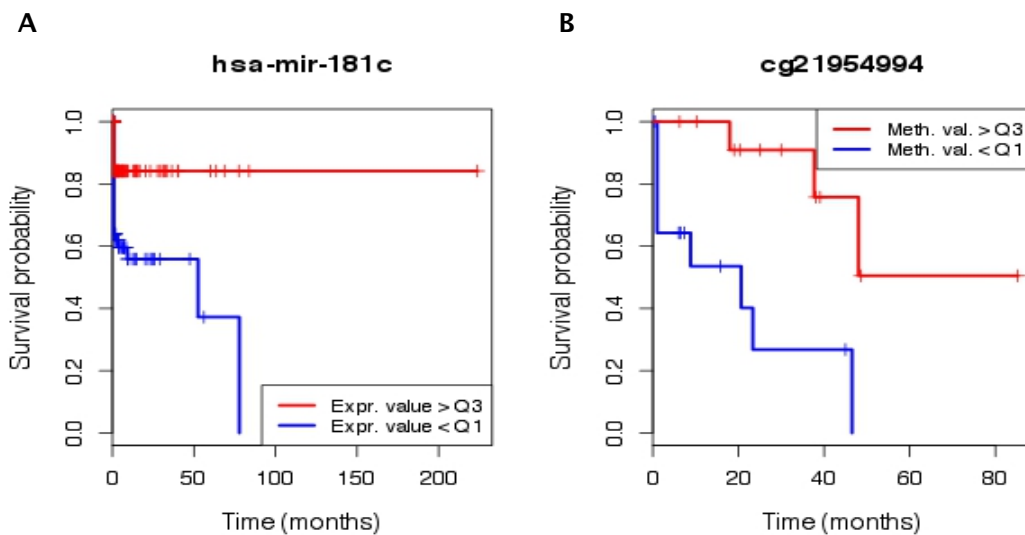 A
hsa-mir-181c
Survival probability
1.0
0.8
0.6
0.4
0.2
0.0
Expr. value > Q3
Expr. value < Q1
0 50 100 150 200
Time (months)
B
cg21954994
Survival probability
1.0
0.8
0.6
0.4
0.2
0.0
Meth. val. > Q3
Meth. val. < Q1
0 20 40 60 80
Time (months)